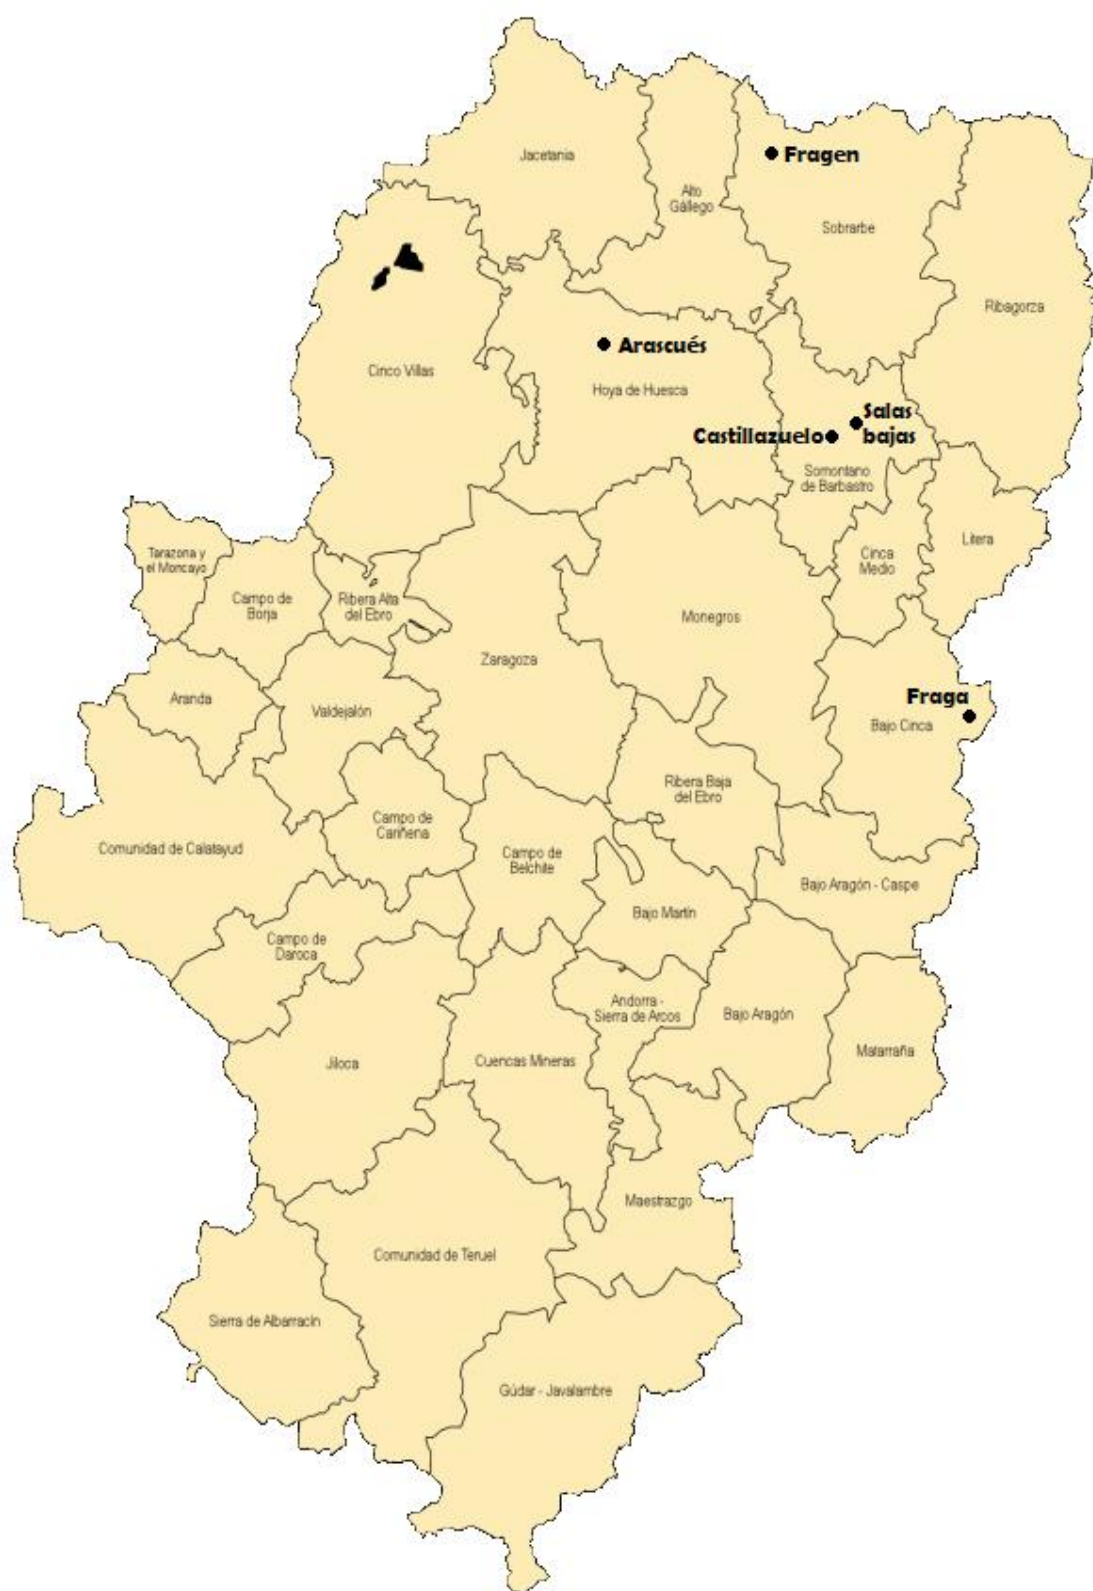 Jacetania
Fragen
Alto
Gállego
Sobrarbe
Ribagorza
Arascués
Cinco Villas
Hoya de Huesca
Salas
bajas
Castillazuelo
Somontano
de Barbastro
Litera
Tarazona y
el Moncayo
Cinca
Medio
Campo de
Borja
Ribera Alta
del Ebro
Monegros
Zaragoza
Aranda
Valdejalón
Fraga
Bajo Cinca
Ribera Baja
del Ebro
Campo de
Cariñena
Comunidad de Calatayud
Campo de
Belchite
Bajo Aragón - Caspe
Bajo Martín
Campo de
Daroca
Andorra -
Sierra de Arcos
Bajo Aragón
Matarraña
Jiloca
Cuencas Mineras
Maestrazgo
Comunidad de Teruel
Sierra de Albarracín
Gúdar - Javalambre